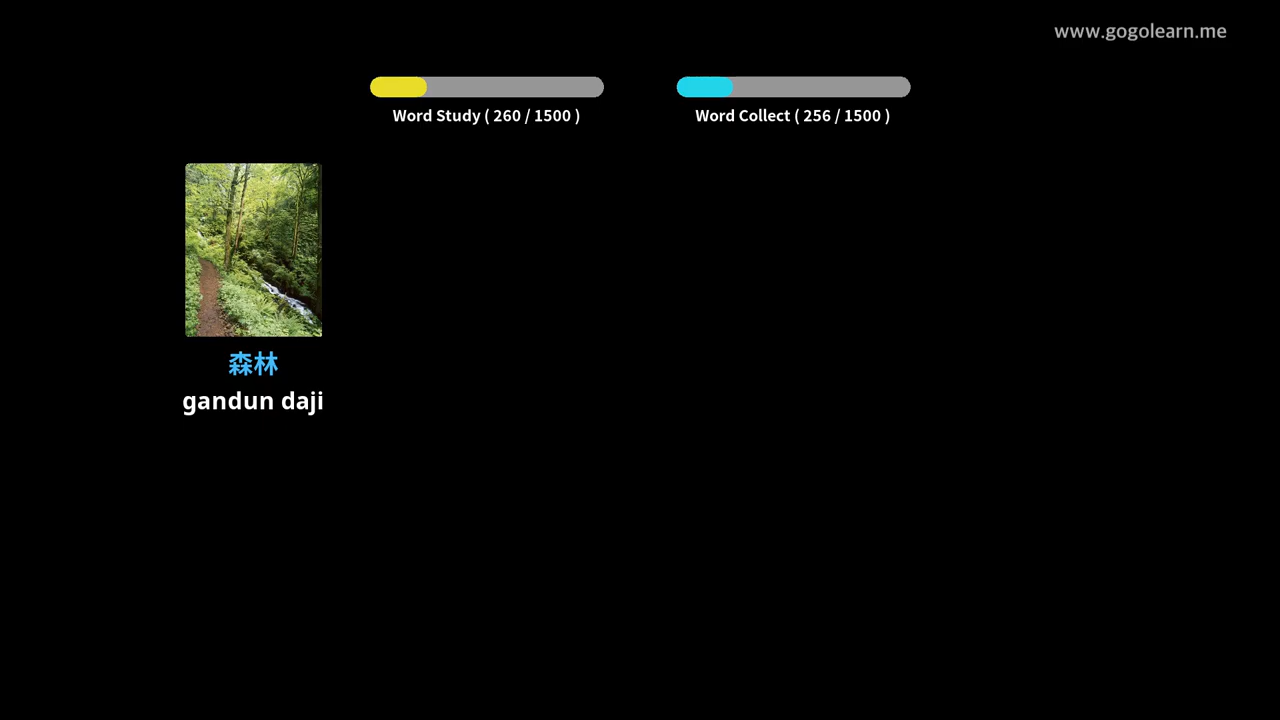 www.gogolearn.me
Word Study ( 260 / 1500 )
Word Collect ( 256 / 1500 )
森林
gandun daji